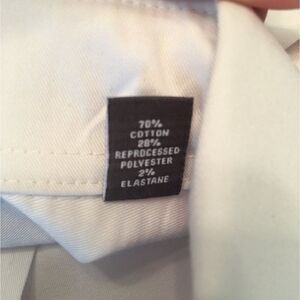 70%
COTTON
28%
REPROCESSED
POLYESTER
2%
ELASTANE